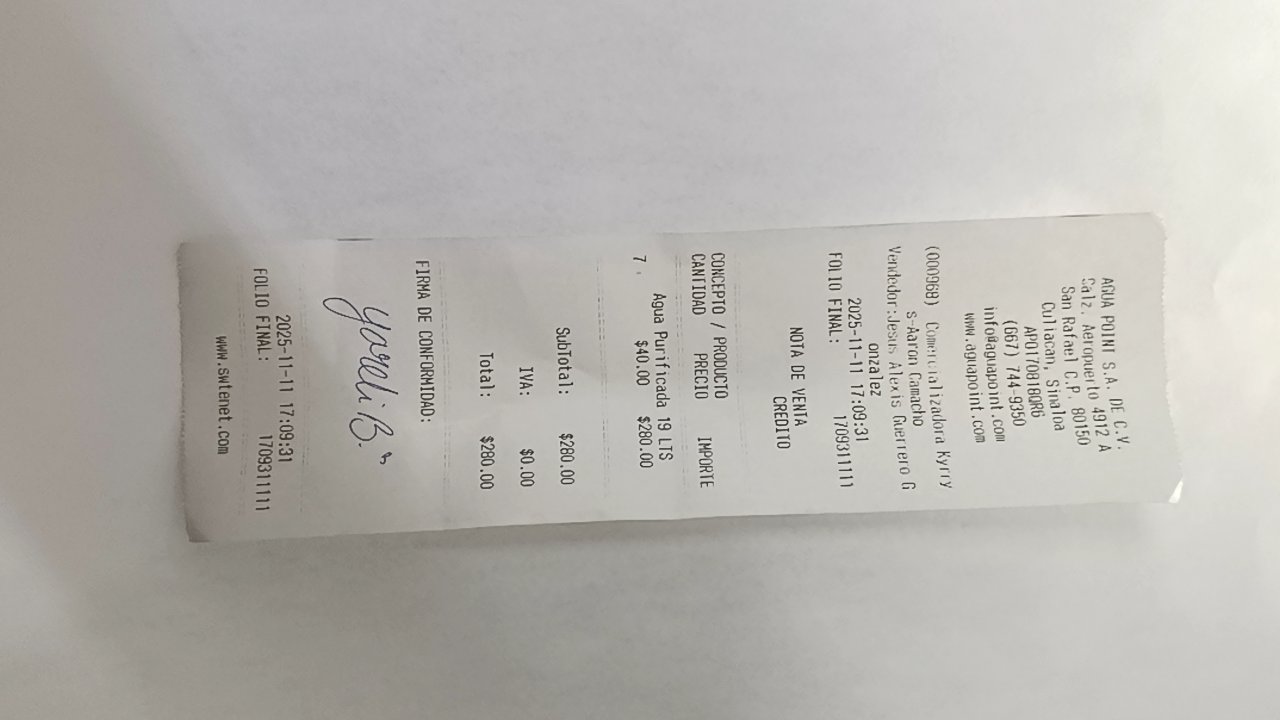 AGUA POINT S.A. DE C.V.
Calz. Aeropuerto 4912 A
San Rafael C.P. 80150
Culiacan, Sinaloa
APO170818QR6
(667) 744-9350
info@aguapoint.com
www.aguapoint.com
(000968) Comercializadora Kyrry
s-Aaron Camacho
Vendedor:Jesus Alexis Guerrero G
onzalez
2025-11-11 17:09:31
FOLIO FINAL: 1709311111
NOTA DE VENTA
CREDITO
CONCEPTO / PRODUCTO
CANTIDAD PRECIO IMPORTE
Agua Purificada 19 LTS
7 $40.00 $280.00
SubTotal: $280.00
IVA: $0.00
Total: $280.00
FIRMA DE CONFORMIDAD:
Yareli B.
2025-11-11 17:09:31
FOLIO FINAL: 1709311111
www.swtenet.com